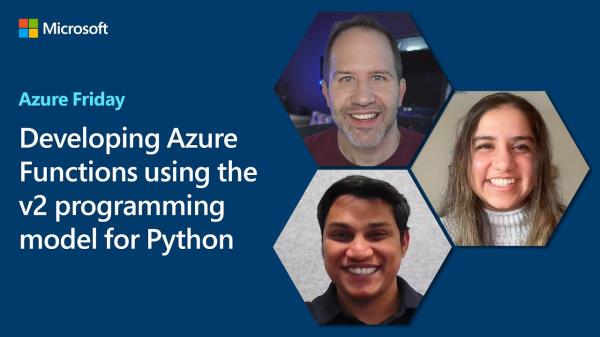 Microsoft
Azure Friday
Developing Azure
Functions using the
v2 programming
model for Python